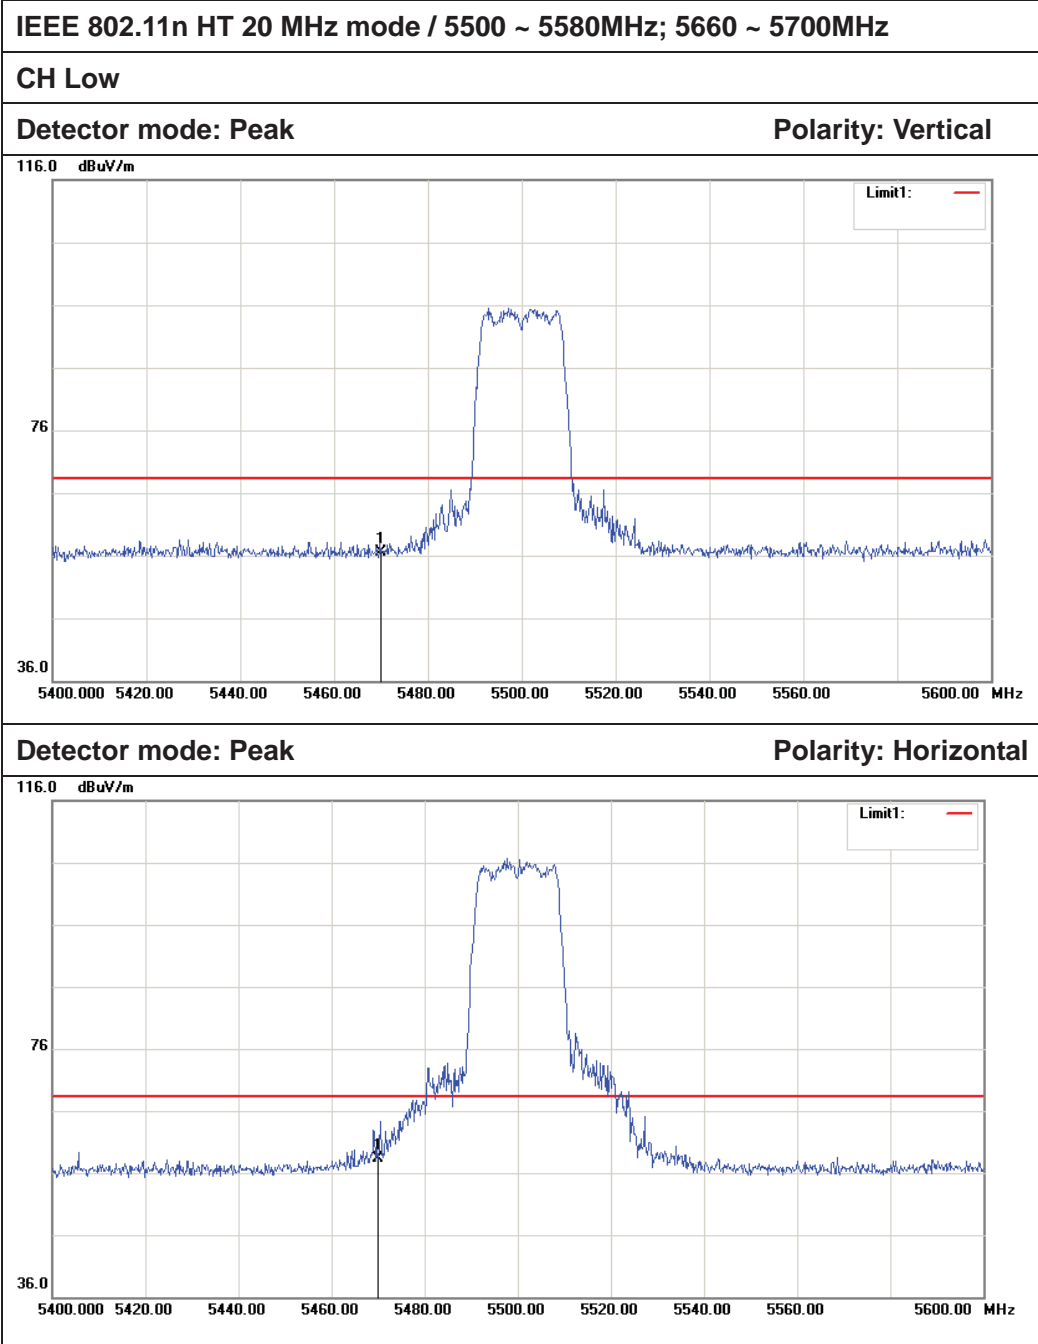 IEEE 802.11n HT 20 MHz mode / 5500 ~ 5580MHz; 5660 ~ 5700MHz
CH Low
Detector mode: Peak Polarity: Vertical
116.0 dBuV/m
Limit1:
76
1
36.0
5400.000 5420.00 5440.00 5460.00 5480.00 5500.00 5520.00 5540.00 5560.00 5600.00 MHz
Detector mode: Peak Polarity: Horizontal
116.0 dBuV/m
Limit1:
76
1
36.0
5400.000 5420.00 5440.00 5460.00 5480.00 5500.00 5520.00 5540.00 5560.00 5600.00 MHz